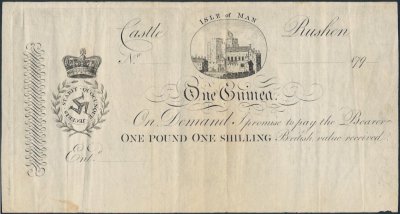 ISLE OF MAN
Castle Rushen
No. 179
One Guinea.
On Demand I promise to pay the Bearer
ONE POUND ONE SHILLING British value received
Entd.